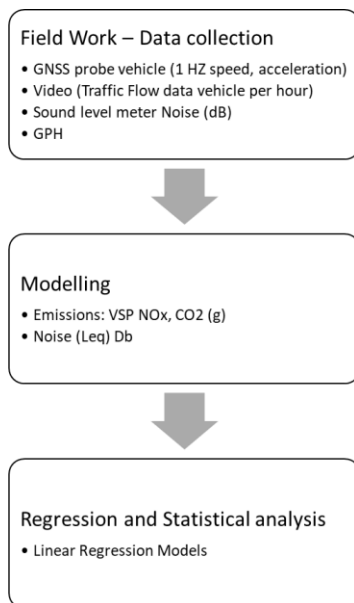 Field Work – Data collection
• GNSS probe vehicle (1 HZ speed, acceleration)
• Video (Traffic Flow data vehicle per hour)
• Sound level meter Noise (dB)
• GPH
Modelling
• Emissions: VSP NOx, CO2 (g)
• Noise (Leq) Db
Regression and Statistical analysis
• Linear Regression Models